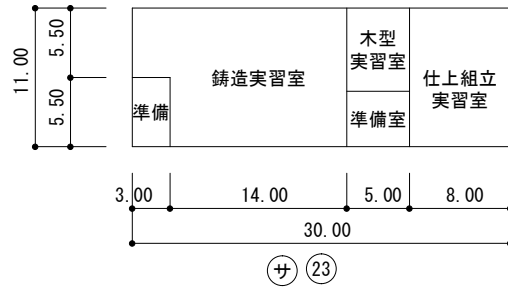 11.00
5.50
5.50
準備
鋳造実習室
木型
実習室
準備室
仕上組立
実習室
3.00
14.00
5.00
8.00
30.00
サ 23